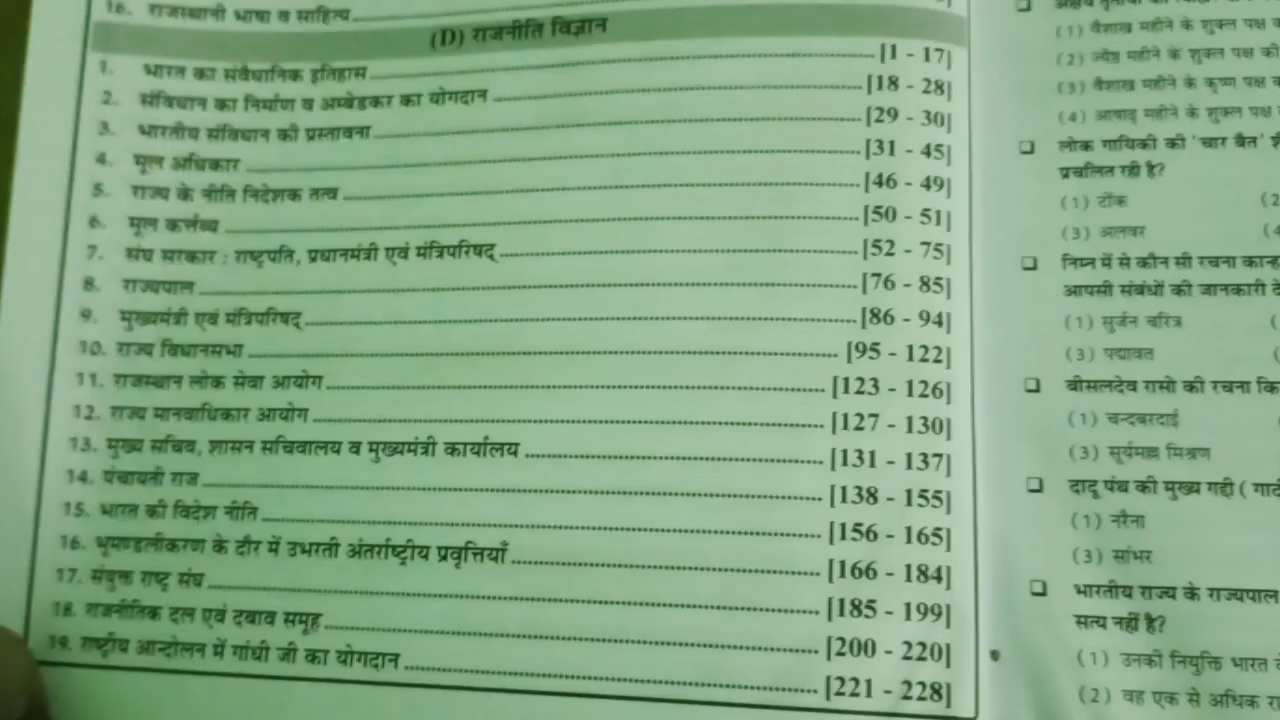 16. राजस्थानी भाषा व साहित्य
(D) राजनीति विज्ञान
1. भारत का संवैधानिक इतिहास [1 - 17]
2. संविधान का निर्माण व अम्बेडकर का योगदान [18 - 28]
3. भारतीय संविधान की प्रस्तावना [29 - 30]
4. मूल अधिकार [31 - 45]
5. राज्य के नीति निदेशक तत्व [46 - 49]
6. मूल कर्त्तव्य [50 - 51]
7. संघ सरकार : राष्ट्रपति, प्रधानमंत्री एवं मंत्रिपरिषद् [52 - 75]
8. राज्यपाल [76 - 85]
9. मुख्यमंत्री एवं मंत्रिपरिषद् [86 - 94]
10. राज्य विधानसभा [95 - 122]
11. राजस्थान लोक सेवा आयोग [123 - 126]
12. राज्य मानवाधिकार आयोग [127 - 130]
13. मुख्य सचिव, शासन सचिवालय व मुख्यमंत्री कार्यालय [131 - 137]
14. पंचायती राज [138 - 155]
15. भारत की विदेश नीति [156 - 165]
16. भूमण्डलीकरण के दौर में उभरती अंतर्राष्ट्रीय प्रवृत्तियाँ [166 - 184]
17. संयुक्त राष्ट्र संघ [185 - 199]
18. राजनीतिक दल एवं दबाव समूह [200 - 220]
19. राष्ट्रीय आन्दोलन में गांधी जी का योगदान [221 - 228]
(1) वैशाख महीने के शुक्ल पक्ष
(2) ज्येष्ठ महीने के शुक्ल पक्ष की
(3) वैशाख महीने के कृष्ण पक्ष
(4) आषाढ़ महीने के शुक्ल पक्ष
लोक गायिकी की 'चार बैत'
प्रचलित रही है?
(1) टोंक (2
(3) अलवर (4
निम्न में से कौन सी रचना
आपसी संबंधों की जानकारी
(1) सुर्जन चरित्र
(3) पद्मावत
बीसलदेव रासो की रचना
(1) चन्दबरदाई
(3) सूर्यमल्ल मिश्रण
दादू पंथ की मुख्य गद्दी
(1) नरैना
(3) सांभर
भारतीय राज्य के राज्यपाल
सत्य नहीं है?
(1) उनकी नियुक्ति भारत
(2) वह एक से अधिक